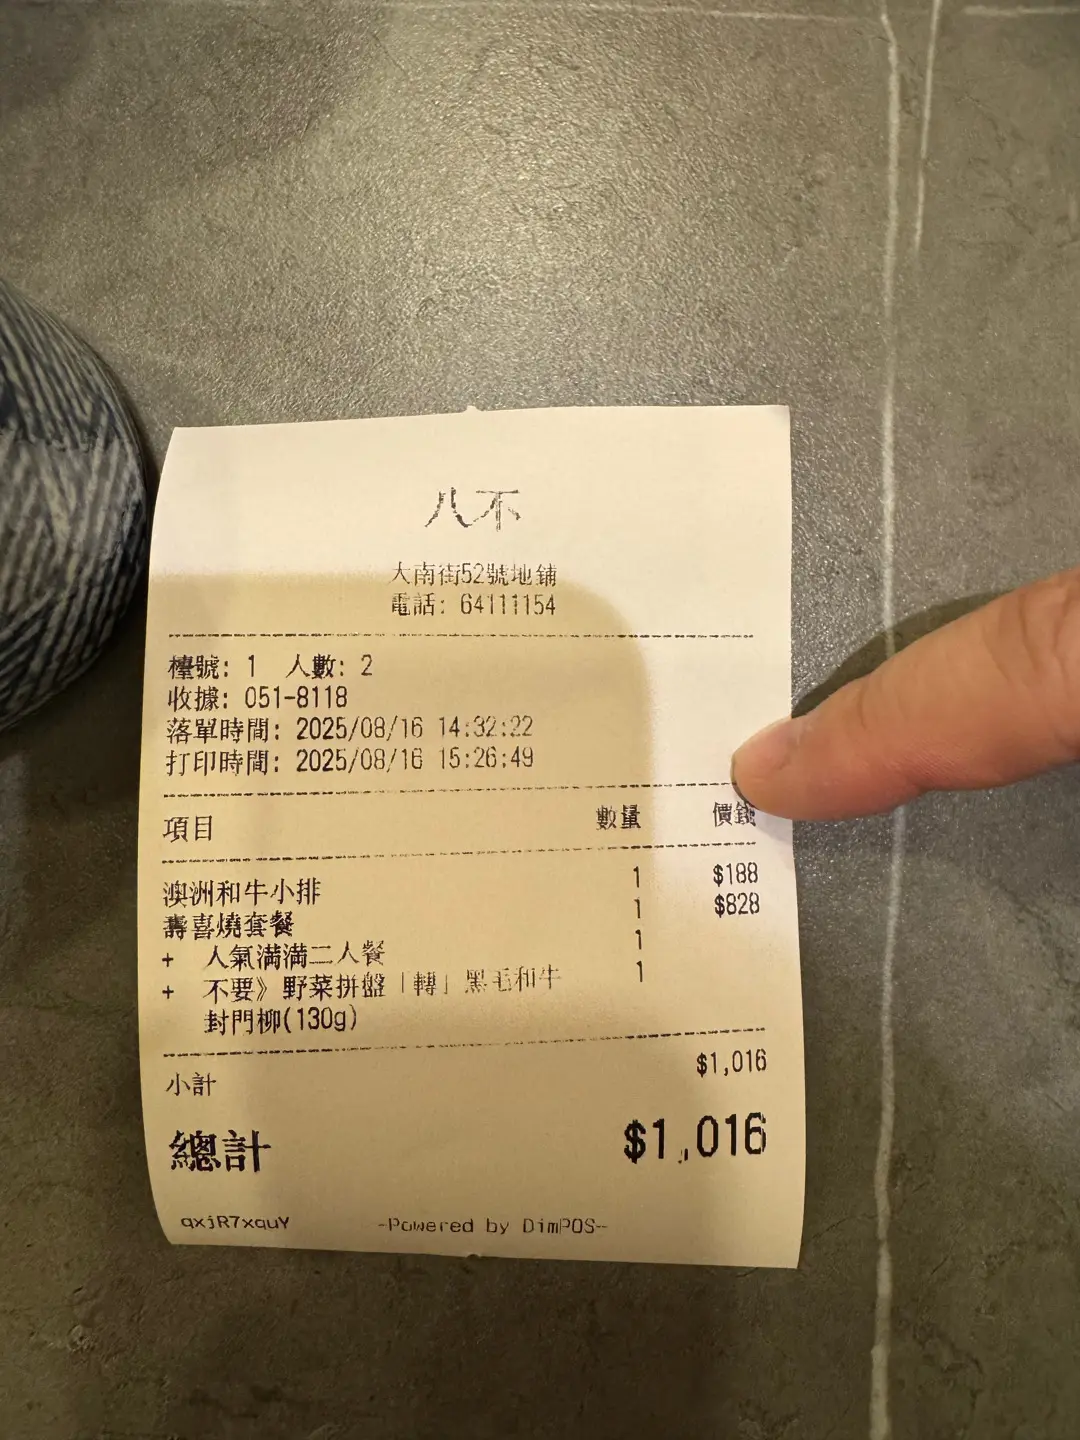 八不
大南街52號地鋪
電話: 64111154
檯號: 1 人數: 2
收據: 051-8118
落單時間: 2025/08/16 14:32:22
打印時間: 2025/08/16 15:26:49
項目 數量 價錢
澳洲和牛小排 1 $188
壽喜燒套餐 1 $828
+ 人氣滿滿二人餐 1
+ 不要》野菜拼盤「轉」黑毛和牛 1
封門柳(130g)
小計 $1,016
總計 $1,016
qxjR7xquY -Powered by DimPOS-